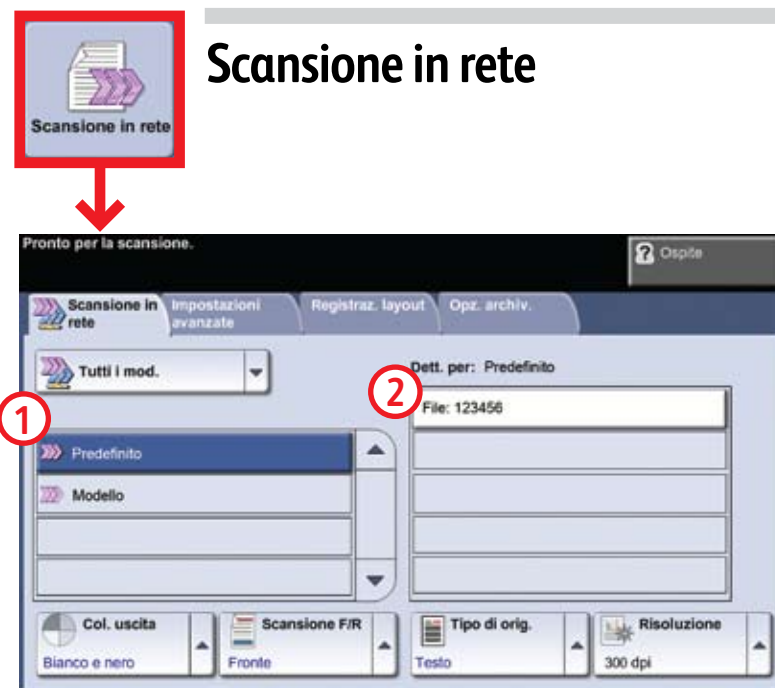 Scansione in rete
Scansione in rete
Pronto per la scansione.
Ospite
Scansione in rete
Impostazioni avanzate
Registraz. layout
Opz. archiv.
Tutti i mod.
Dett. per: Predefinito
1
2
File: 123456
Predefinito
Modello
Col. uscita
Bianco e nero
Scansione F/R
Fronte
Tipo di orig.
Testo
Risoluzione
300 dpi